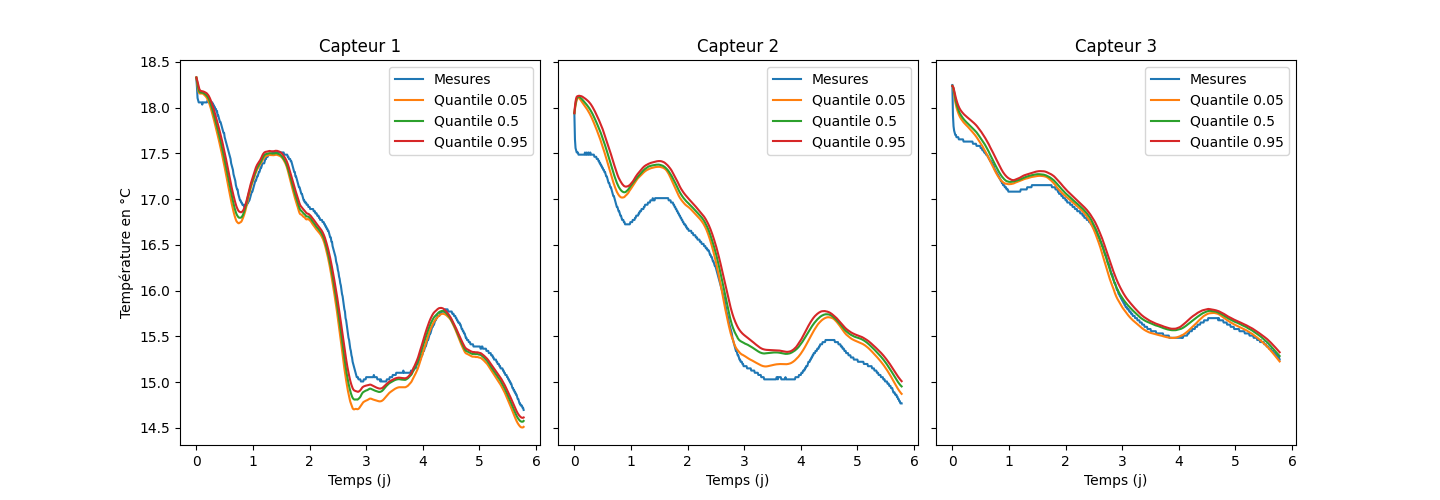 Capteur 1
Capteur 2
Capteur 3
Température en °C
18.5
18.0
17.5
17.0
16.5
16.0
15.5
15.0
14.5
Mesures
Quantile 0.05
Quantile 0.5
Quantile 0.95
Mesures
Quantile 0.05
Quantile 0.5
Quantile 0.95
Mesures
Quantile 0.05
Quantile 0.5
Quantile 0.95
0 1 2 3 4 5 6
0 1 2 3 4 5 6
0 1 2 3 4 5 6
Temps (j)
Temps (j)
Temps (j)